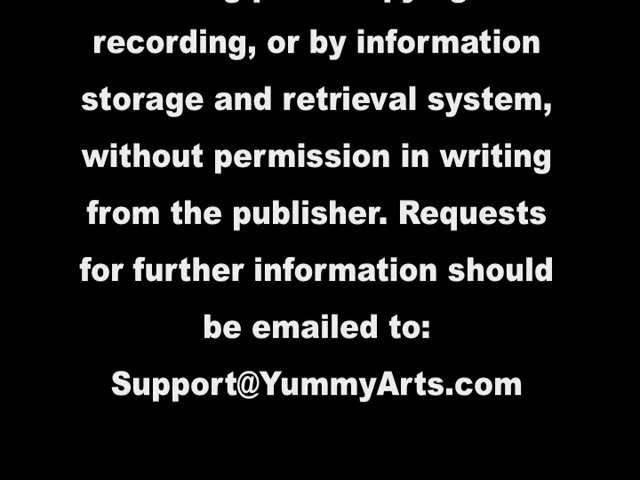 recording, or by information
storage and retrieval system,
without permission in writing
from the publisher. Requests
for further information should
be emailed to:
Support@YummyArts.com